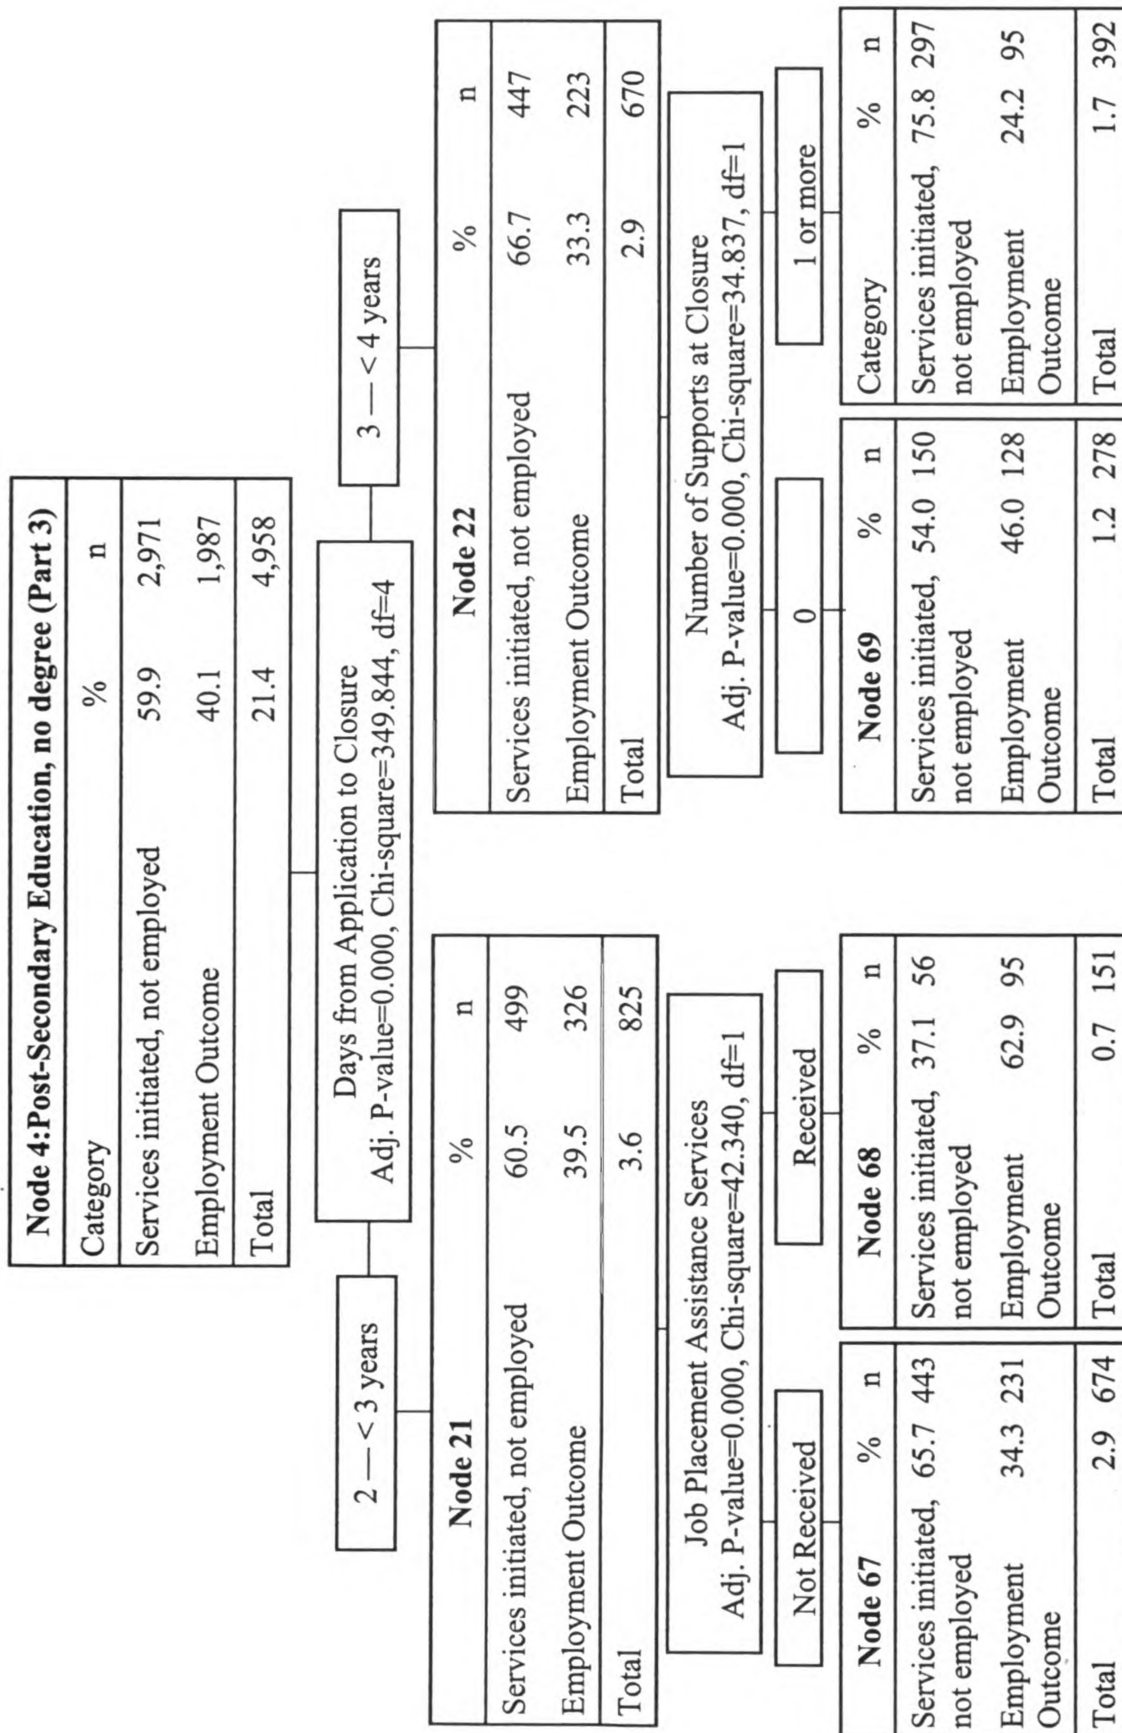 Node 4:Post-Secondary Education, no degree (Part 3)
Category % n
Services initiated, not employed 59.9 2,971
Employment Outcome 40.1 1,987
Total 21.4 4,958
Days from Application to Closure
Adj. P-value=0.000, Chi-square=349.844, df=4
2 — < 3 years
3 — < 4 years
Node 21
% n
Services initiated, not employed 60.5 499
Employment Outcome 39.5 326
Total 3.6 825
Node 22
% n
Services initiated, not employed 66.7 447
Employment Outcome 33.3 223
Total 2.9 670
Job Placement Assistance Services
Adj. P-value=0.000, Chi-square=42.340, df=1
Number of Supports at Closure
Adj. P-value=0.000, Chi-square=34.837, df=1
Not Received
Received
0
1 or more
Node 67 % n
Services initiated, 65.7 443
not employed
Employment 34.3 231
Outcome
Total 2.9 674
Node 68 % n
Services initiated, 37.1 56
not employed
Employment 62.9 95
Outcome
Total 0.7 151
Node 69 % n
Services initiated, 54.0 150
not employed
Employment 46.0 128
Outcome
Total 1.2 278
Category % n
Services initiated, 75.8 297
not employed
Employment 24.2 95
Outcome
Total 1.7 392